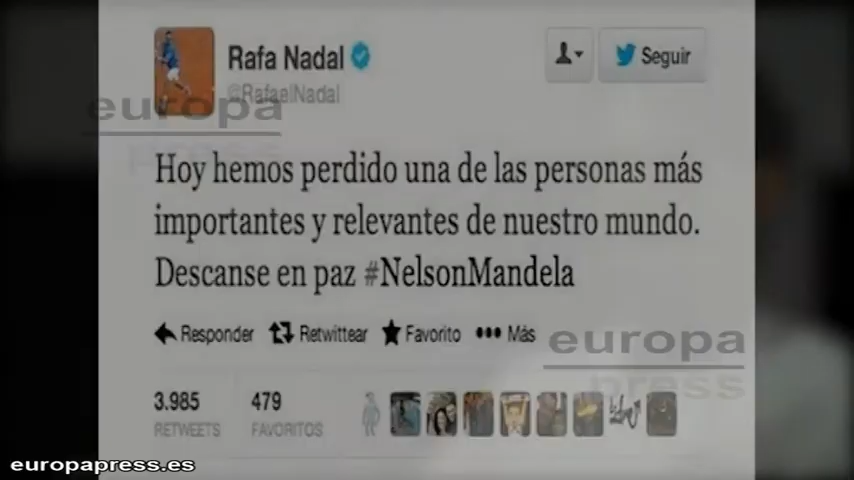 Rafa Nadal
@RafaelNadal
Seguir
europa
press
Hoy hemos perdido una de las personas más
importantes y relevantes de nuestro mundo.
Descanse en paz #NelsonMandela
Responder Retwittear Favorito Más
europa
press
3.985 479
RETWEETS FAVORITOS
europapress.es